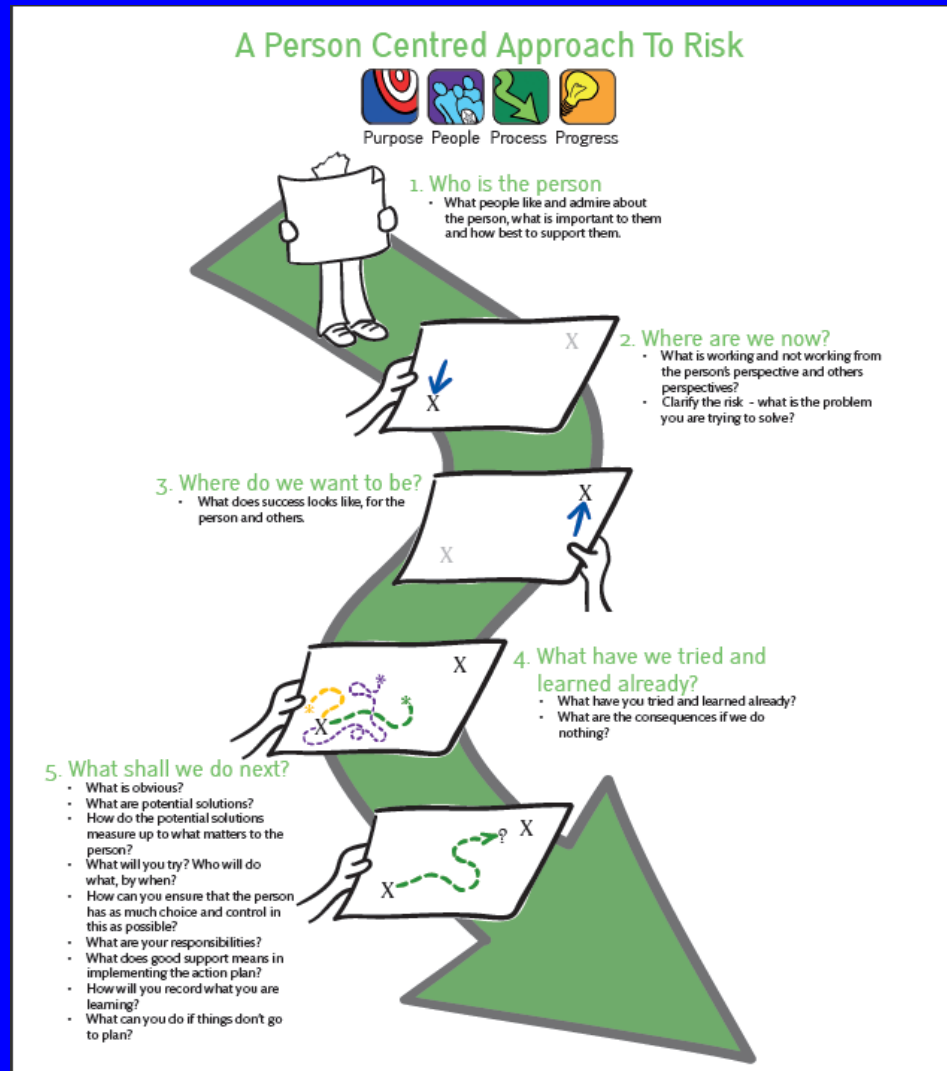 A Person Centred Approach To Risk
Purpose People Process Progress
1. Who is the person
• What people like and admire about
the person, what is important to them
and how best to support them.
X
X
2. Where are we now?
• What is working and not working from
the person's perspective and others
perspectives?
• Clarify the risk - what is the problem
you are trying to solve?
3. Where do we want to be?
• What does success looks like, for the
person and others.
X
X
X
X
4. What have we tried and
learned already?
• What have you tried and learned already?
• What are the consequences if we do
nothing?
5. What shall we do next?
• What is obvious?
• What are potential solutions?
• How do the potential solutions
measure up to what matters to the
person?
• What will you try? Who will do
what, by when?
• How can you ensure that the person
has as much choice and control in
this as possible?
• What are your responsibilities?
• What does good support means in
implementing the action plan?
• How will you record what you are
learning?
• What can you do if things don't go
to plan?
? X
X